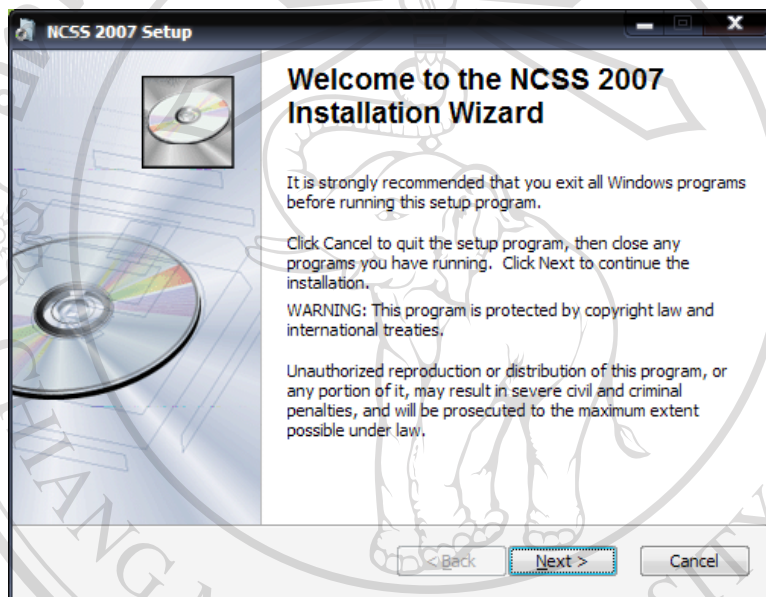 NCSS 2007 Setup
Welcome to the NCSS 2007
Installation Wizard
It is strongly recommended that you exit all Windows programs
before running this setup program.
Click Cancel to quit the setup program, then close any
programs you have running.  Click Next to continue the
installation.
WARNING: This program is protected by copyright law and
international treaties.
Unauthorized reproduction or distribution of this program, or
any portion of it, may result in severe civil and criminal
penalties, and will be prosecuted to the maximum extent
possible under law.
< Back
Next >
Cancel